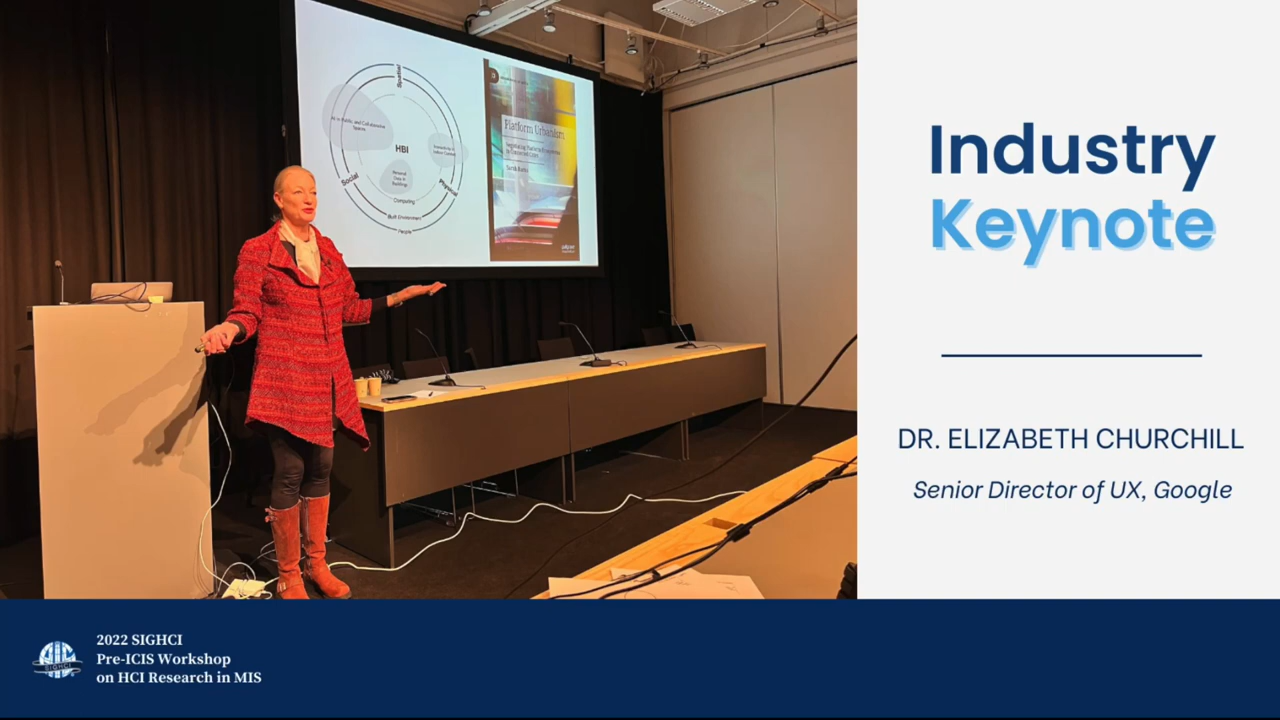 Spatial
HBI
Social
Physical
Computing
Built Environment
People
Platform Urbanism
Industry
Keynote
DR. ELIZABETH CHURCHILL
Senior Director of UX, Google
SIGHCI
2022 SIGHCI
Pre-ICIS Workshop
on HCI Research in MIS